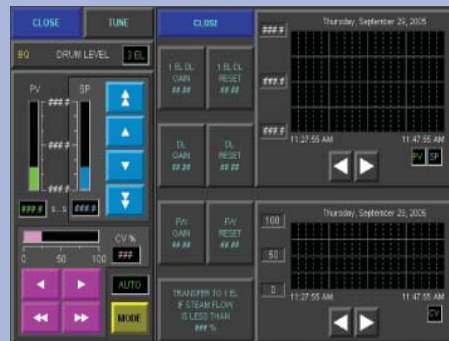 CLOSE
TUNE
BQ
DRUM LEVEL
3 EL
PV
SP
###.#
###.#
###.#
###.#
s...s
###.#
CV %
0
50
100
###
AUTO
MODE
CLOSE
1 EL DL
GAIN
##.##
1 EL DL
RESET
##.##
DL
GAIN
##.##
DL
RESET
##.##
FW
GAIN
##.##
FW
RESET
##.##
TRANSFER TO 1 EL
IF STEAM FLOW
IS LESS THAN
### %
Thursday, September 29, 2005
###.#
###.#
###.#
11:27:55 AM
11:47:55 AM
PV
SP
Thursday, September 29, 2005
100
50
0
11:27:55 AM
11:47:55 AM
CV